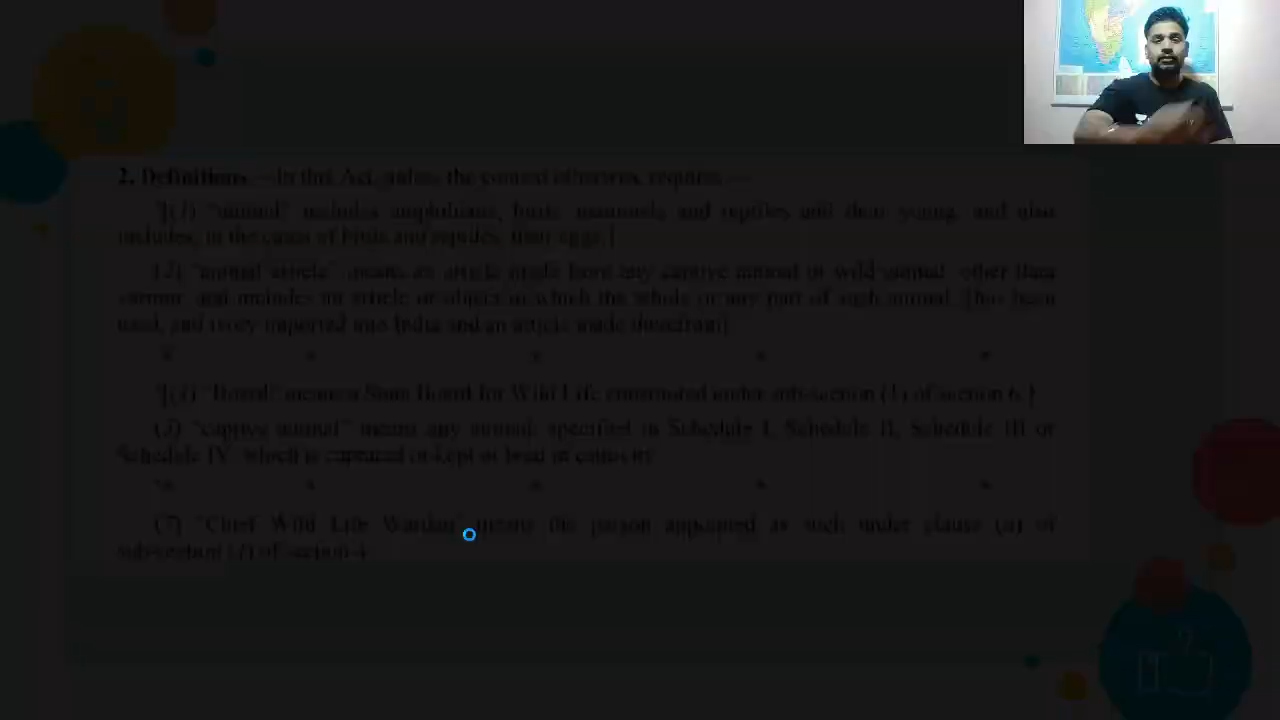 2. Definitions.—In this Act, unless the context otherwise requires,—
(1) "animal" includes amphibians, birds, mammals and reptiles and their young, and also
includes, in the cases of birds and reptiles, their eggs;]
(2) "animal article" means an article made from any captive animal or wild animal, other than
vermin, and includes an article or object in which the whole or any part of such animal [has been
used, and ivory imported into India and an article made therefrom]
* * * * *
"Board" means a State Board for Wild Life constituted under sub-section (1) of section 6;]
(5) "captive animal" means any animal, specified in Schedule I, Schedule II, Schedule III or
Schedule IV, which is captured or kept or bred in captivity
* * * * *
(7) "Chief Wild Life Warden" means the person appointed as such under clause (a) of
sub-section (1) of section 4